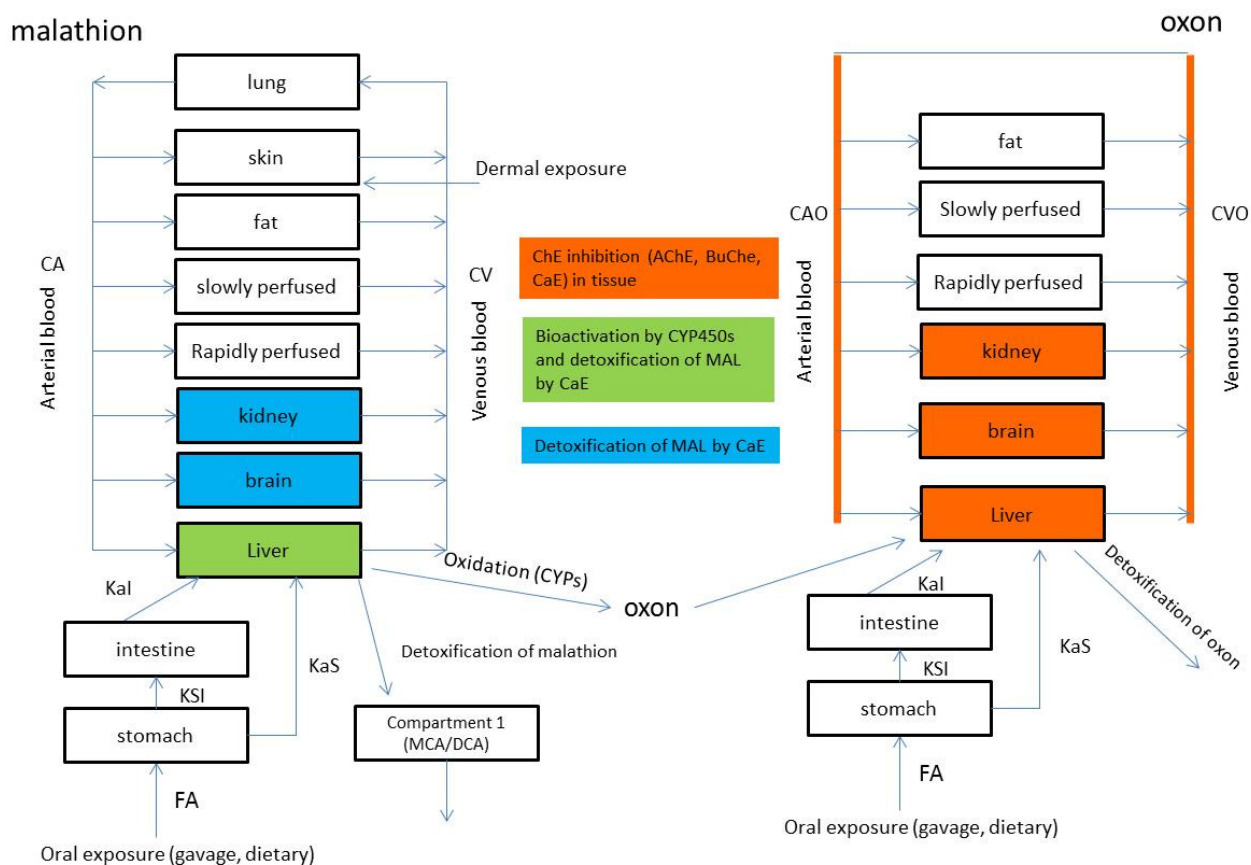 malathion
oxon
lung
skin
Dermal exposure
fat
slowly perfused
Rapidly perfused
kidney
brain
Liver
CA
Arterial blood
CV
Venous blood
ChE inhibition (AChE, BuChe,
CaE) in tissue
Bioactivation by CYP450s
and detoxification of MAL
by CaE
Detoxification of MAL by CaE
fat
Slowly perfused
Rapidly perfused
kidney
brain
Liver
CAO
Arterial blood
CVO
Venous blood
Oxidation (CYPs)
oxon
KaI
intestine
KaS
KSI
stomach
FA
Oral exposure (gavage, dietary)
Detoxification of malathion
Compartment 1
(MCA/DCA)
KaI
intestine
KaS
KSI
stomach
FA
Oral exposure (gavage, dietary)
Detoxification of oxon